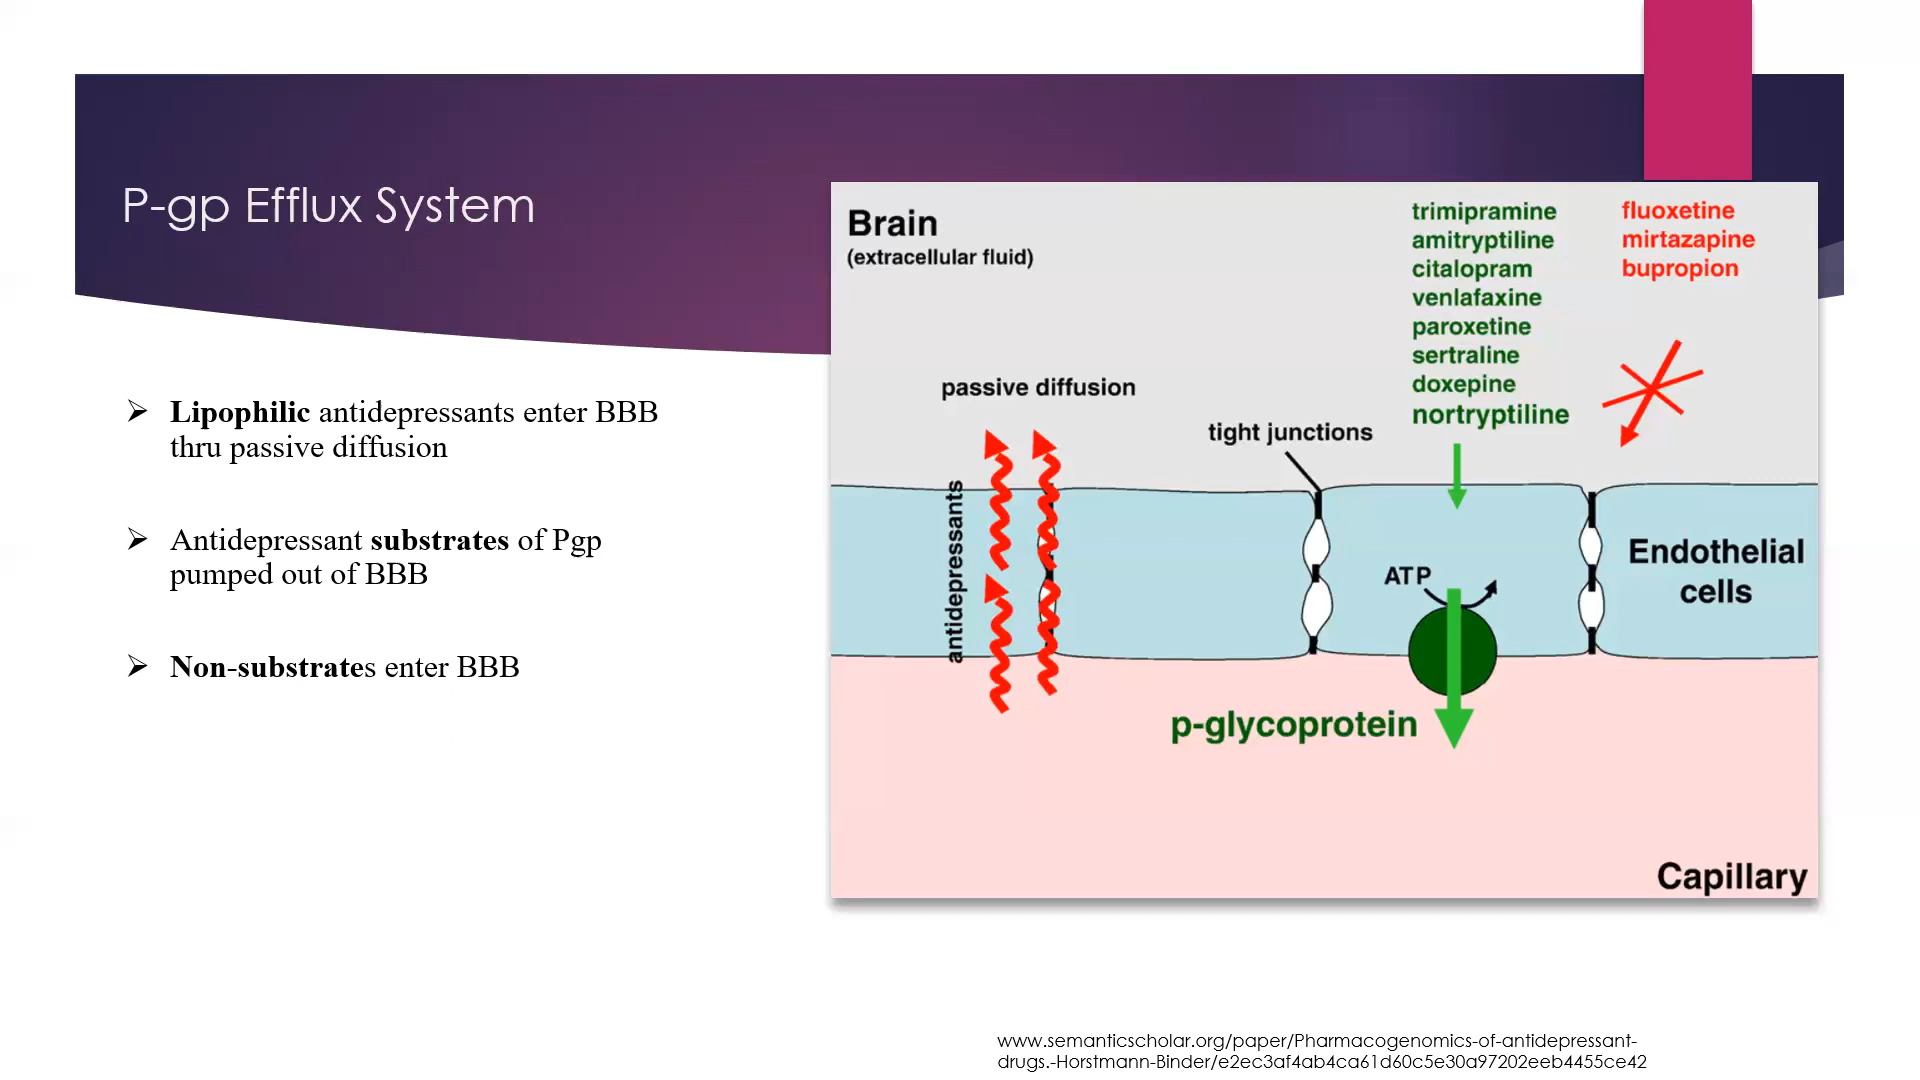 P-gp Efflux System
Lipophilic antidepressants enter BBB
thru passive diffusion
Antidepressant substrates of Pgp
pumped out of BBB
Non-substrates enter BBB
Brain
(extracellular fluid)
trimipramine
amitryptiline
citalopram
venlafaxine
paroxetine
sertraline
doxepine
nortryptiline
fluoxetine
mirtazapine
bupropion
passive diffusion
tight junctions
antidepressants
ATP
Endothelial
cells
p-glycoprotein
Capillary
www.semanticscholar.org/paper/Pharmacogenomics-of-antidepressant-
drugs.-Horstmann-Binder/e2ec3af4ab4ca61d60c5e30a97202eeb4455ce42